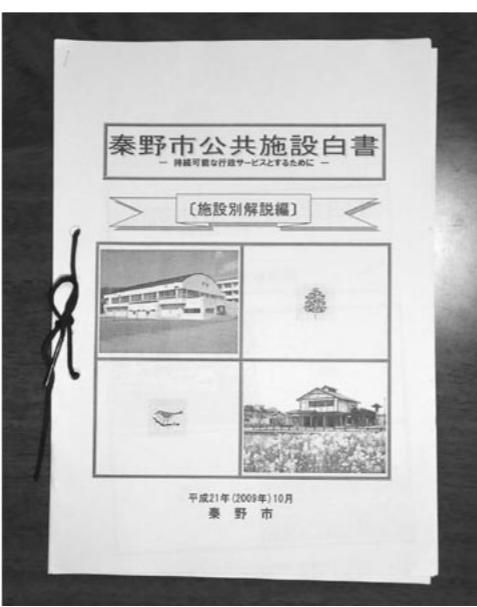 秦野市公共施設白書
― 持続可能な行政サービスとするために ―
〔施設別解説編〕
平成21年(2009年)10月
秦野市